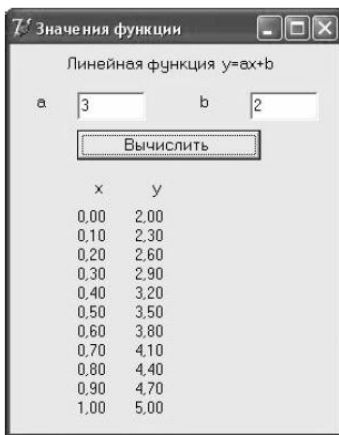 Значения функции
Линейная функция y=ax+b
a 3 b 2
Вычислить
x y
0,00 2,00
0,10 2,30
0,20 2,60
0,30 2,90
0,40 3,20
0,50 3,50
0,60 3,80
0,70 4,10
0,80 4,40
0,90 4,70
1,00 5,00